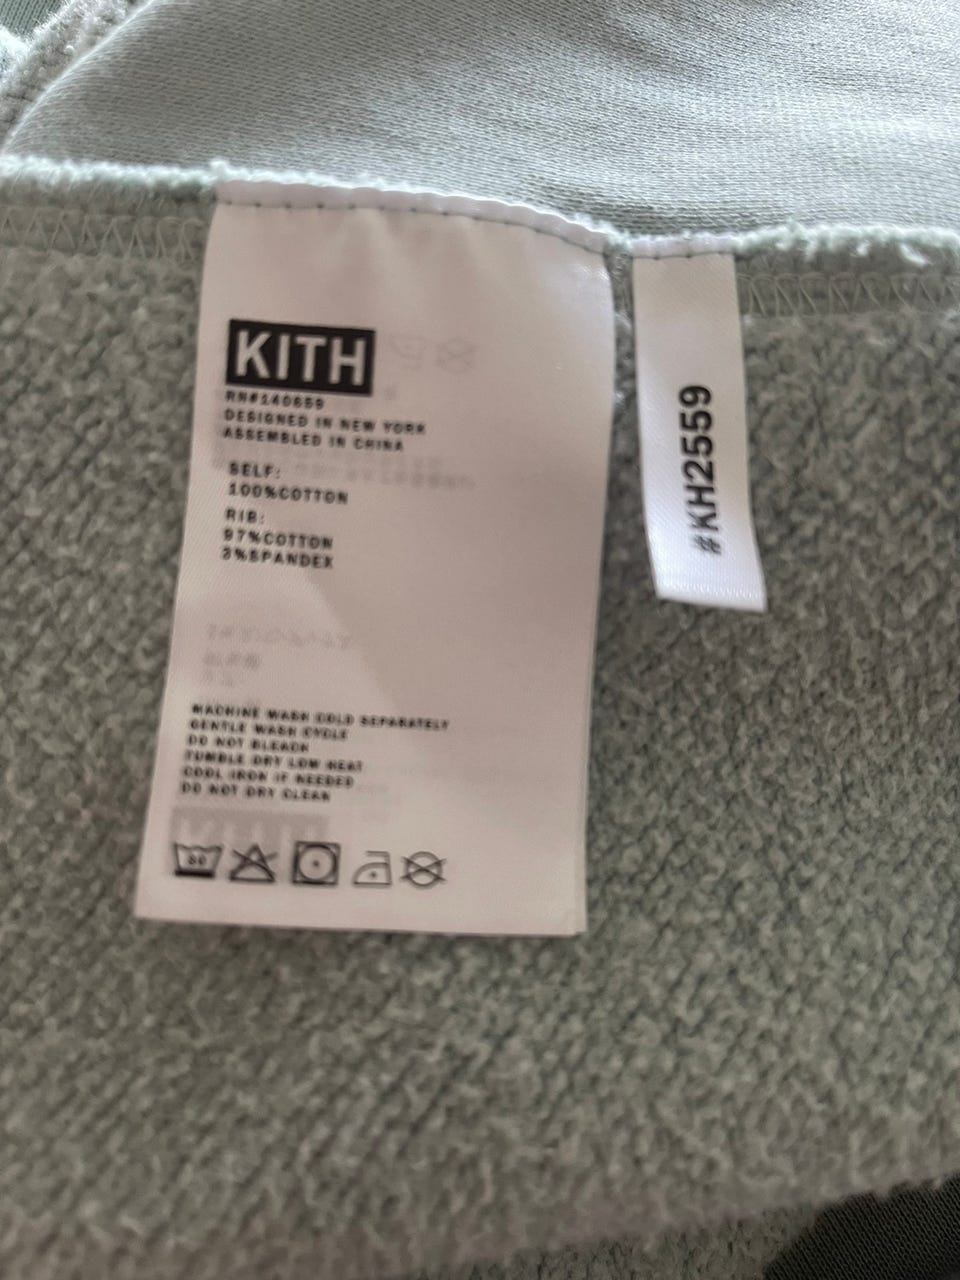 KITH
RN#140659
DESIGNED IN NEW YORK
ASSEMBLED IN CHINA
SELF:
100%COTTON
RIB:
97%COTTON
3%SPANDEX
MACHINE WASH COLD SEPARATELY
GENTLE WASH CYCLE
DO NOT BLEACH
TUMBLE DRY LOW HEAT
COOL IRON IF NEEDED
DO NOT DRY CLEAN
30
#KH2559